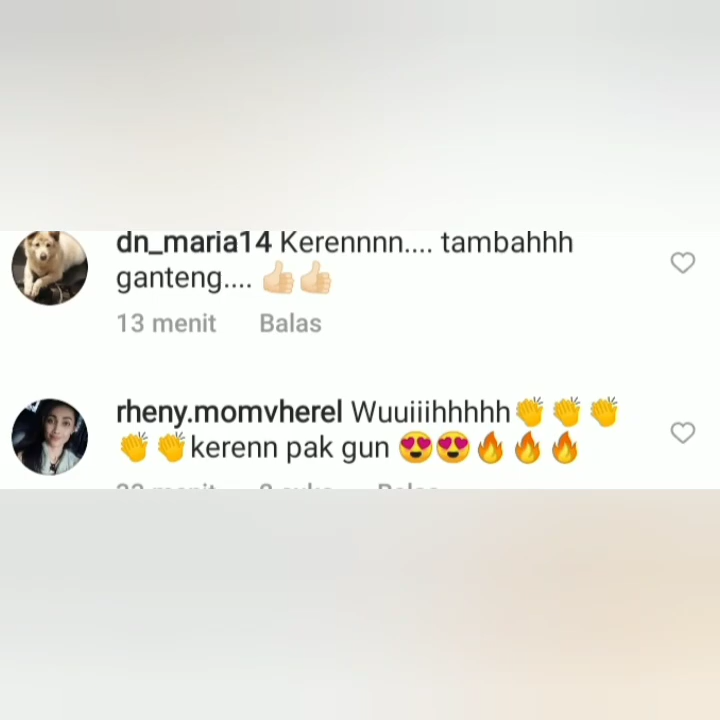 dn_maria14 Kerennnn.... tambahhh
ganteng.... 👍🏻👍🏻
13 menit Balas
rheny.momvherel Wuuiiihhhhh👏👏👏
👏👏kerenn pak gun 😍😍🔥🔥🔥